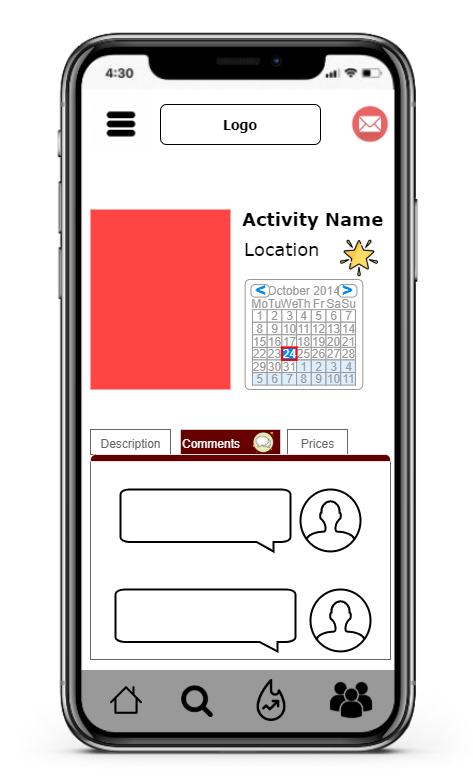 4:30
Logo
Activity Name
Location
< October 2014 >
Mo Tu We Th Fr Sa Su
1 2 3 4 5 6 7
8 9 10 11 12 13 14
15 16 17 18 19 20 21
22 23 24 25 26 27 28
29 30 31 1 2 3 4
5 6 7 8 9 10 11
Description Comments Prices